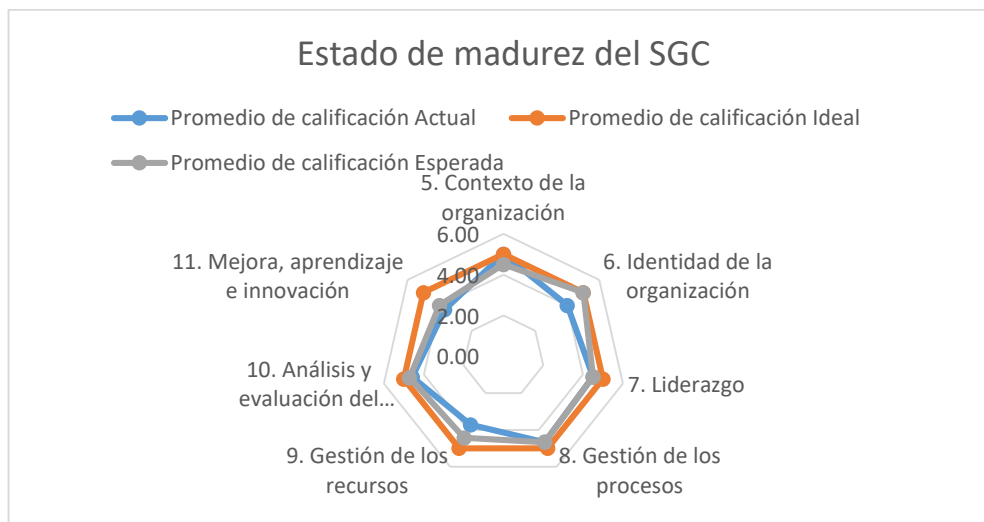 Estado de madurez del SGC
Promedio de calificación Actual
Promedio de calificación Ideal
Promedio de calificación Esperada
5. Contexto de la
organización
6. Identidad de la
organización
7. Liderazgo
8. Gestión de los
procesos
9. Gestión de los
recursos
10. Análisis y
evaluación del...
11. Mejora, aprendizaje
e innovación
6.00
4.00
2.00
0.00